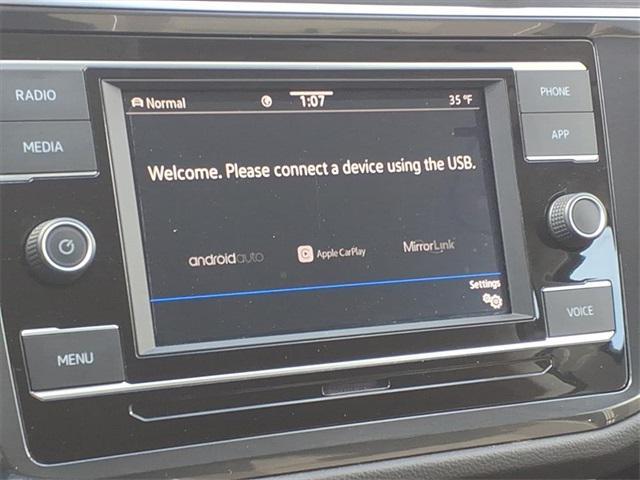 RADIO
MEDIA
MENU
Normal
1:07
35 °F
Welcome. Please connect a device using the USB.
androidauto
Apple CarPlay
MirrorLink
Settings
PHONE
APP
VOICE